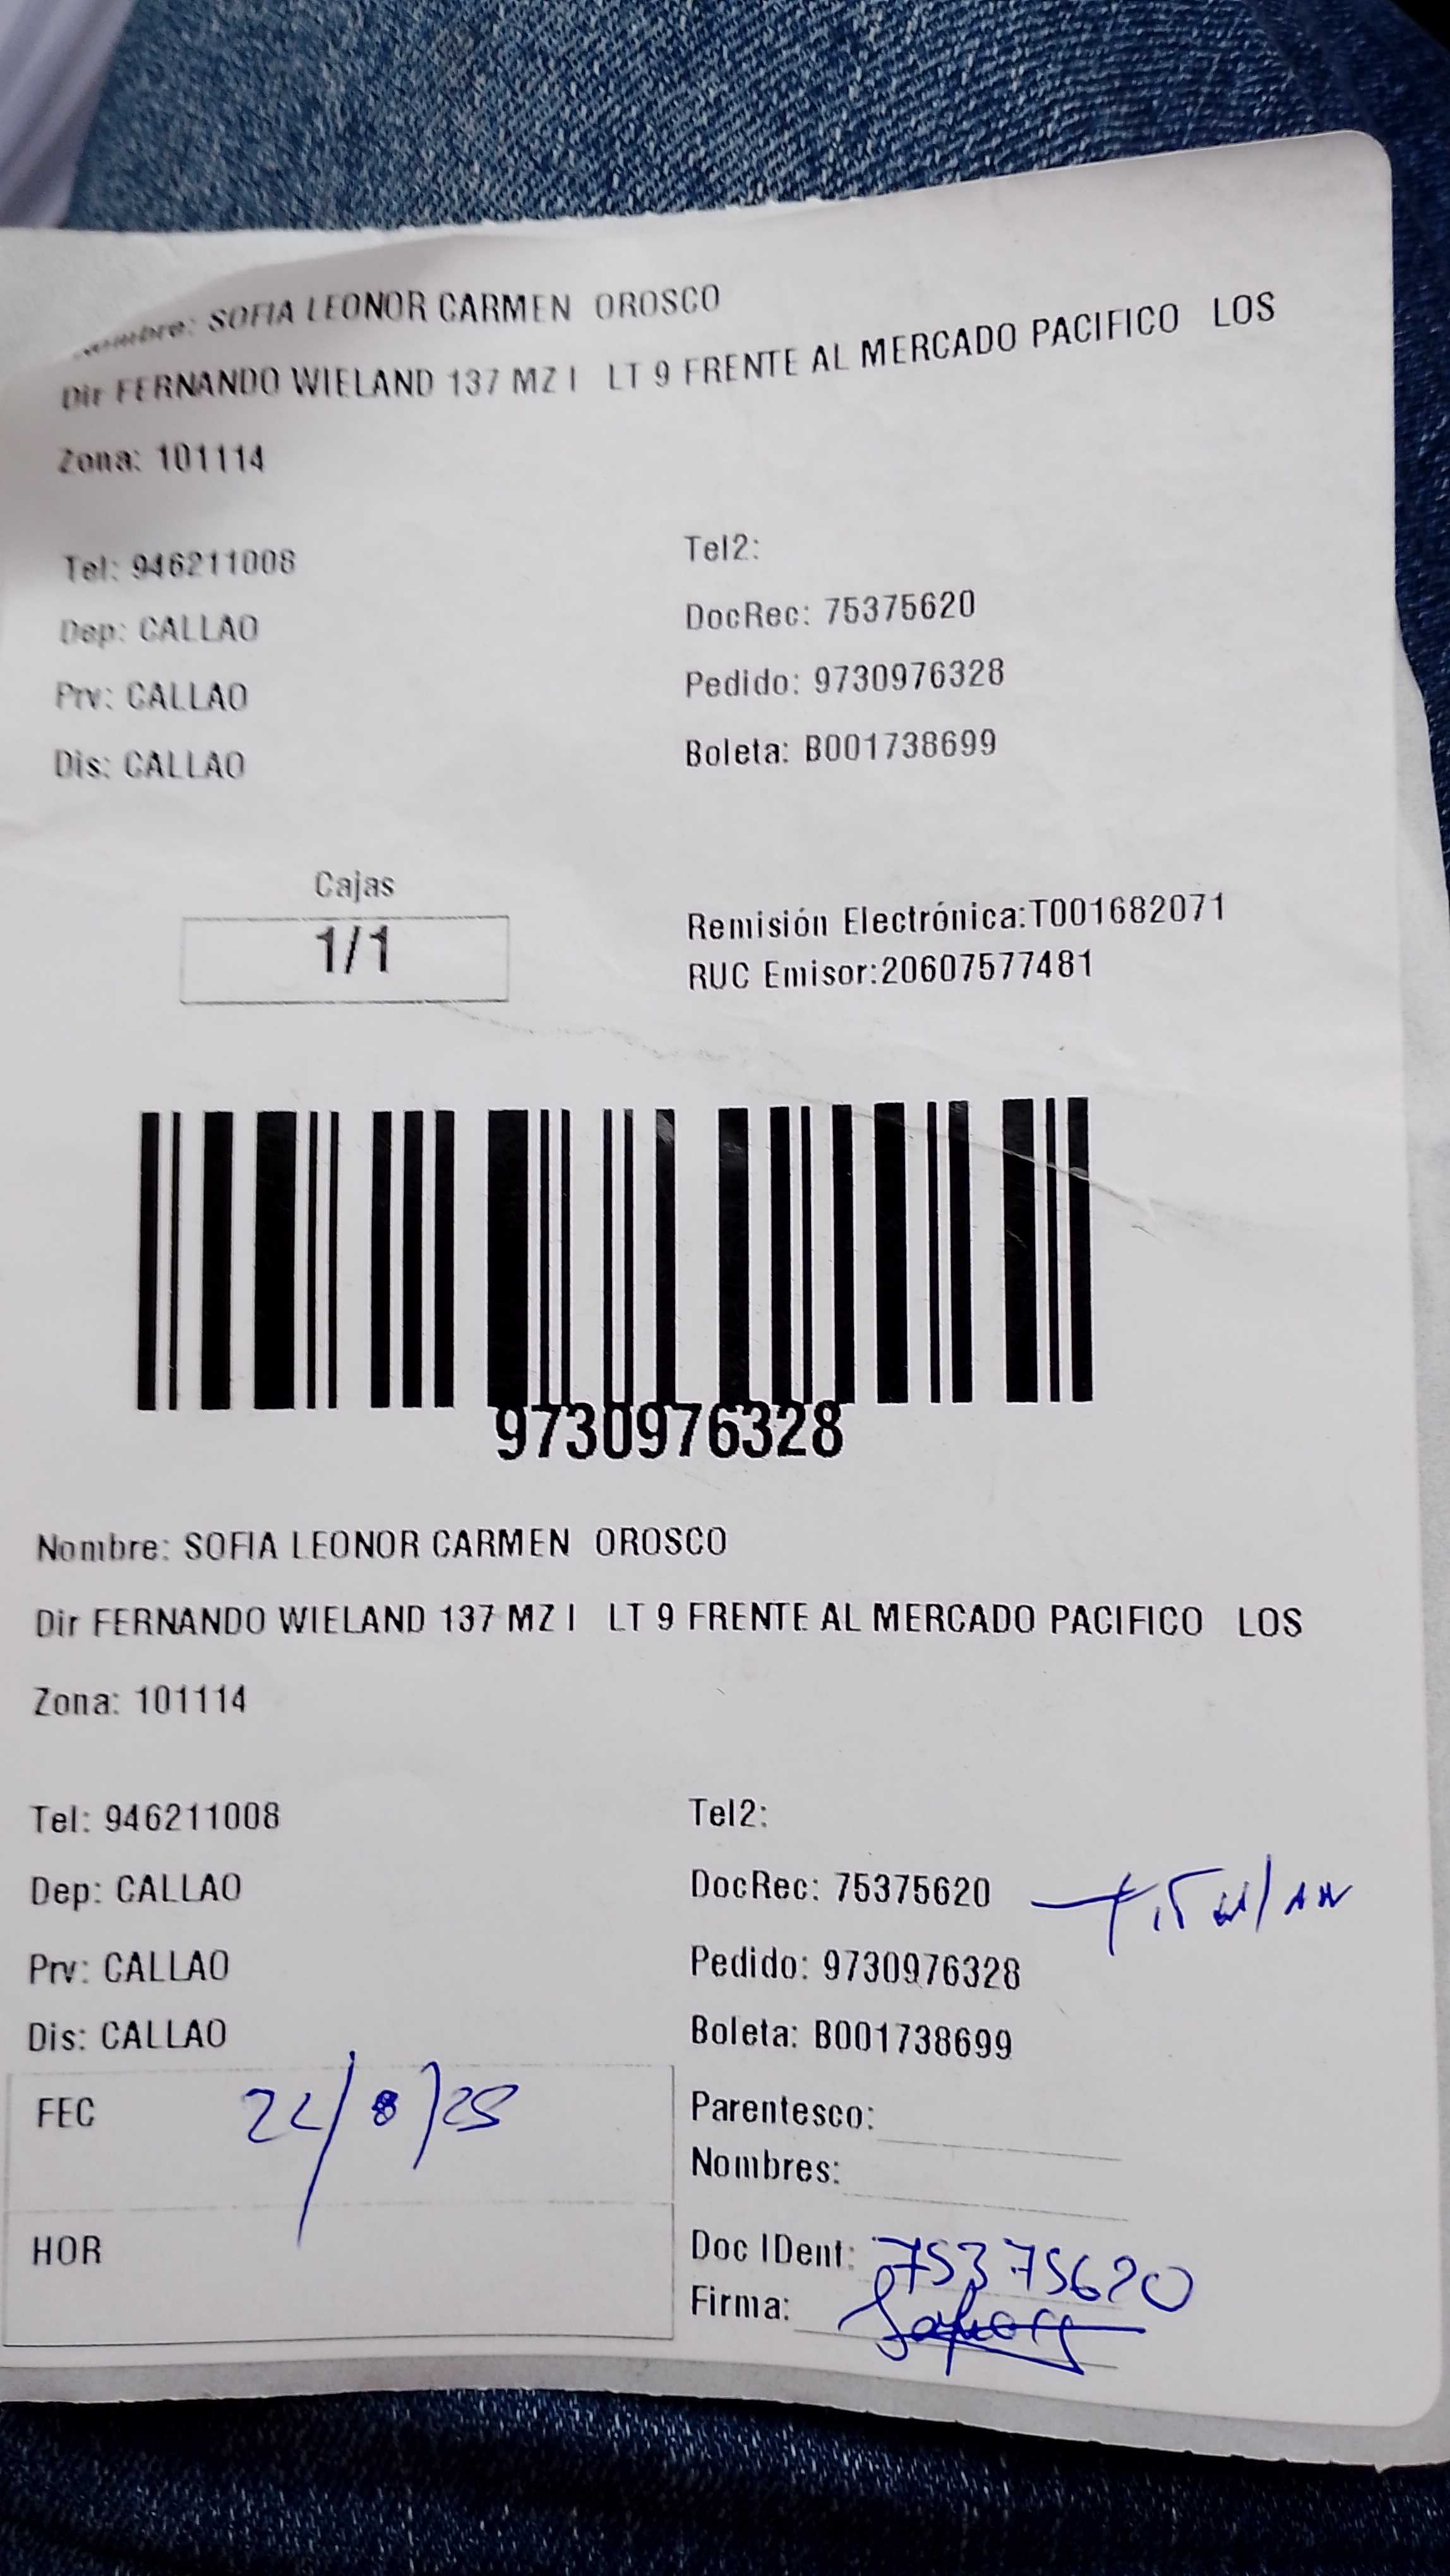 Nombre: SOFIA LEONOR CARMEN OROSCO
Dir FERNANDO WIELAND 137 MZ I LT 9 FRENTE AL MERCADO PACIFICO LOS
Zona: 101114
Tel: 946211008 Tel2:
Dep: CALLAO DocRec: 75375620
Prv: CALLAO Pedido: 9730976328
Dis: CALLAO Boleta: B001738699
Cajas
1/1
Remisión Electrónica:T001682071
RUC Emisor:20607577481
9730976328
Nombre: SOFIA LEONOR CARMEN OROSCO
Dir FERNANDO WIELAND 137 MZ I LT 9 FRENTE AL MERCADO PACIFICO LOS
Zona: 101114
Tel: 946211008 Tel2:
Dep: CALLAO DocRec: 75375620
Prv: CALLAO Pedido: 9730976328
Dis: CALLAO Boleta: B001738699
FEC 22/8/25
Parentesco:
Nombres:
HOR
Doc IDent: 75375620
Firma: